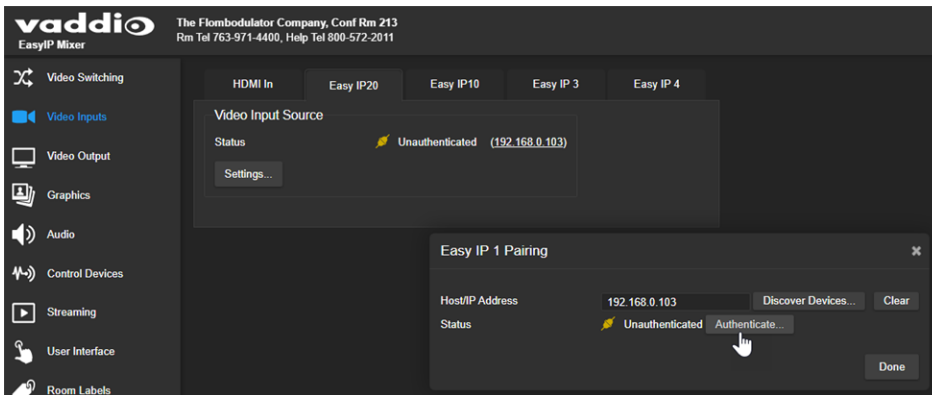 vaddio
EasyIP Mixer
The Flombodulator Company, Conf Rm 213
Rm Tel 763-971-4400, Help Tel 800-572-2011
Video Switching
Video Inputs
Video Output
Graphics
Audio
Control Devices
Streaming
User Interface
Room Labels
HDMI In
Easy IP20
Easy IP10
Easy IP 3
Easy IP 4
Video Input Source
Status Unauthenticated (192.168.0.103)
Settings...
Easy IP 1 Pairing
Host/IP Address 192.168.0.103 Discover Devices... Clear
Status Unauthenticated Authenticate...
Done